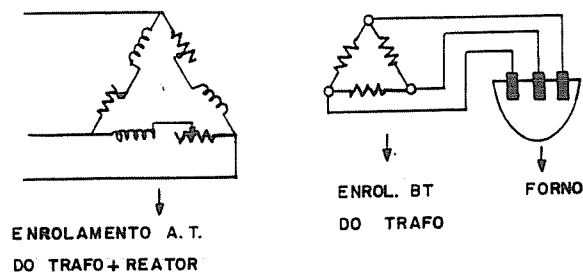 ENROLAMENTO A. T.
DO TRAFO + REATOR
ENROL. BT
DO TRAFO
FORNO